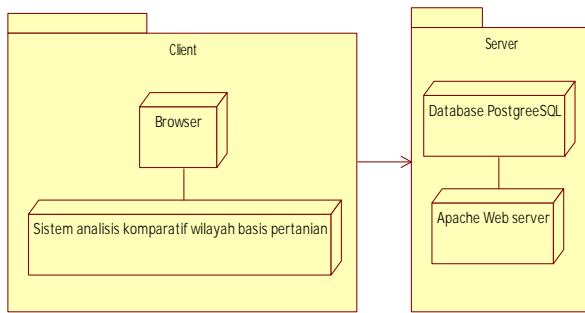 Client
Browser
Sistem analisis komparatif wilayah basis pertanian
Server
Database PostgreeSQL
Apache Web server